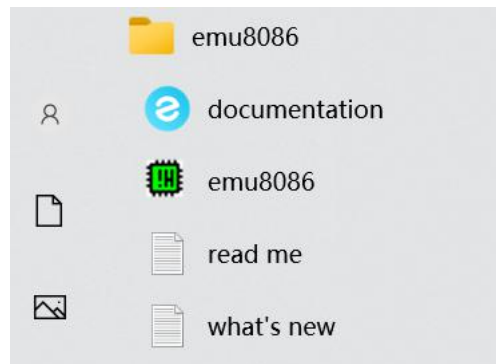 emu8086
documentation
emu8086
read me
what's new